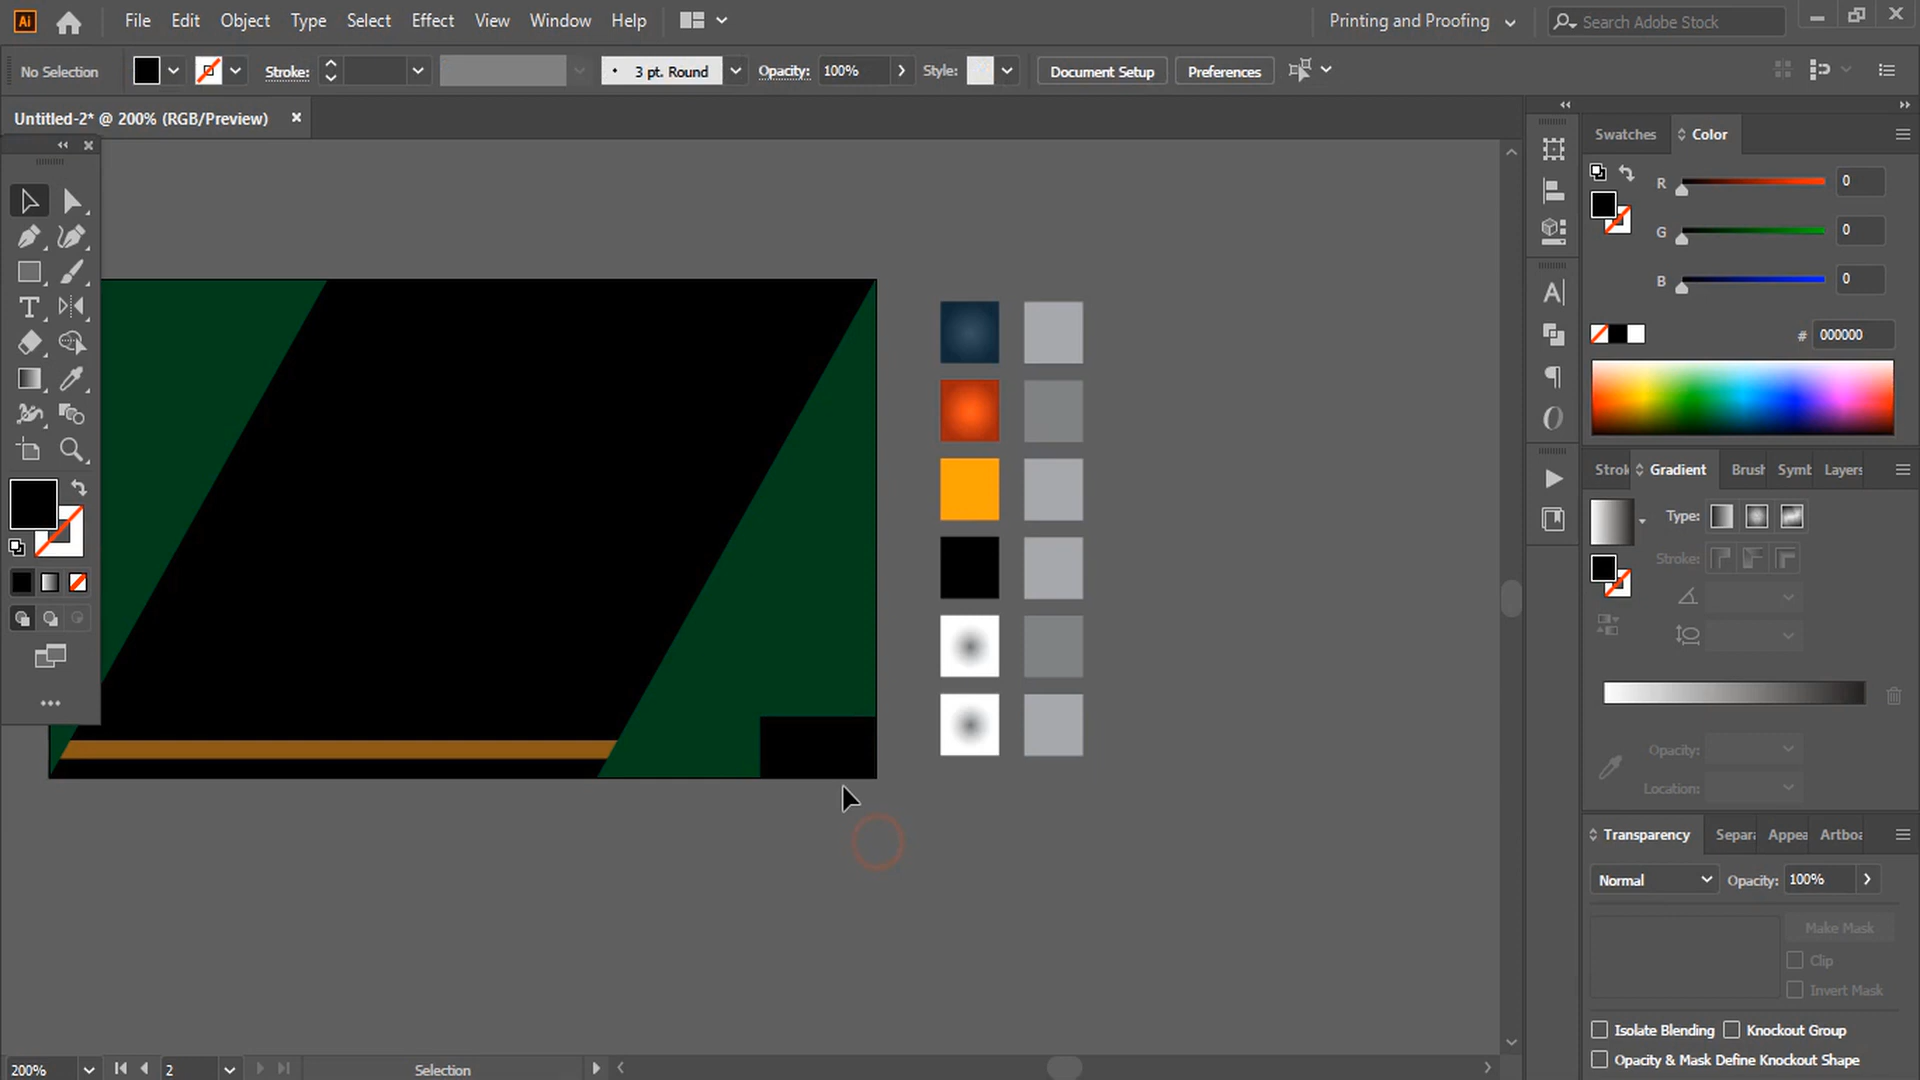 Ai File Edit Object Type Select Effect View Window Help Printing and Proofing Search Adobe Stock
No Selection Stroke: 3 pt. Round Opacity: 100% Style: Document Setup Preferences
Untitled-2* @ 200% (RGB/Preview)
Swatches Color
R 0
G 0
B 0
# 000000
Strok Gradient Brush Symb Layers
Type:
Stroke:
Opacity:
Location:
Transparency Separa Appea Artboa
Normal Opacity: 100%
Make Mask
Clip
Invert Mask
Isolate Blending Knockout Group
Opacity & Mask Define Knockout Shape
200% 2 Selection